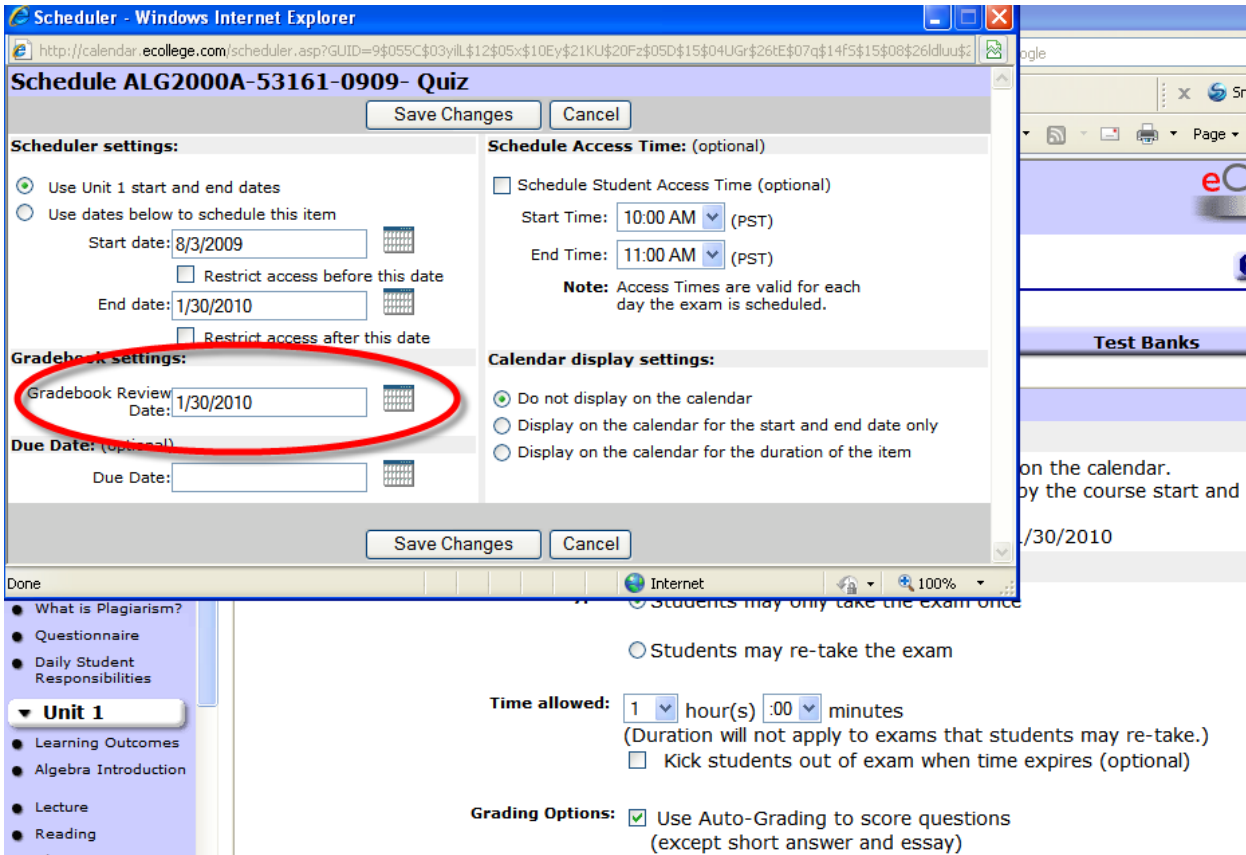 Scheduler - Windows Internet Explorer
http://calendar.ecollege.com/scheduler.asp?GUID=9$055C$03yilL$12$05x$10Ey$21KU$20Fz$05D$15$04UGr$26tE$07q$14f5$15$08$26ldluu$2
ogle
Schedule ALG2000A-53161-0909- Quiz
Save Changes Cancel
Page
Scheduler settings:
Use Unit 1 start and end dates
Use dates below to schedule this item
Start date: 8/3/2009
Restrict access before this date
End date: 1/30/2010
Restrict access after this date
Gradebook settings:
Gradebook Review
Date: 1/30/2010
Due Date: (optional)
Due Date:
Schedule Access Time: (optional)
Schedule Student Access Time (optional)
Start Time: 10:00 AM (PST)
End Time: 11:00 AM (PST)
Note: Access Times are valid for each
day the exam is scheduled.
Calendar display settings:
Do not display on the calendar
Display on the calendar for the start and end date only
Display on the calendar for the duration of the item
Save Changes Cancel
Done Internet 100%
Test Banks
on the calendar.
by the course start and
/30/2010
What is Plagiarism?
Questionnaire
Daily Student
Responsibilities
Unit 1
Learning Outcomes
Algebra Introduction
Lecture
Reading
Students may only take the exam once
Students may re-take the exam
Time allowed: 1 hour(s) :00 minutes
(Duration will not apply to exams that students may re-take.)
Kick students out of exam when time expires (optional)
Grading Options: Use Auto-Grading to score questions
(except short answer and essay)